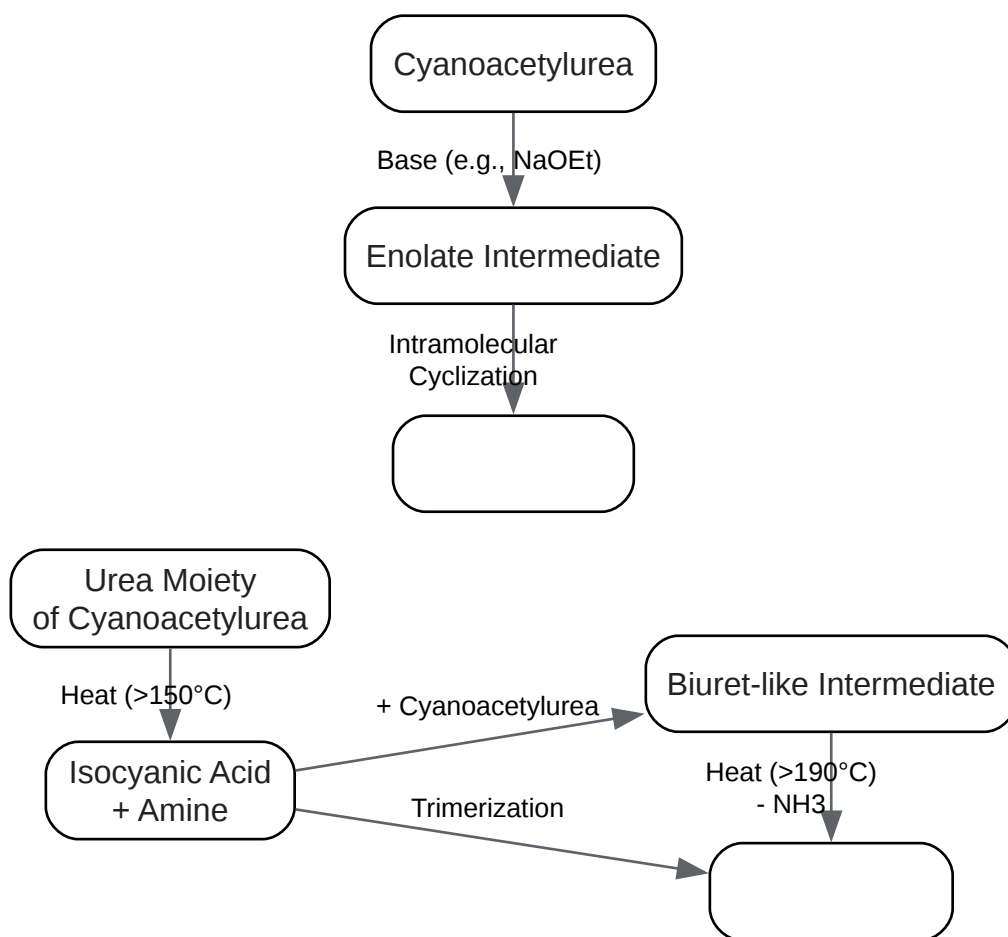 Cyanoacetylurea
Base (e.g., NaOEt)
Enolate Intermediate
Intramolecular
Cyclization
Urea Moiety
of Cyanoacetylurea
Heat (>150°C)
Isocyanic Acid
+ Amine
+ Cyanoacetylurea
Trimerization
Biuret-like Intermediate
Heat (>190°C)
- NH3